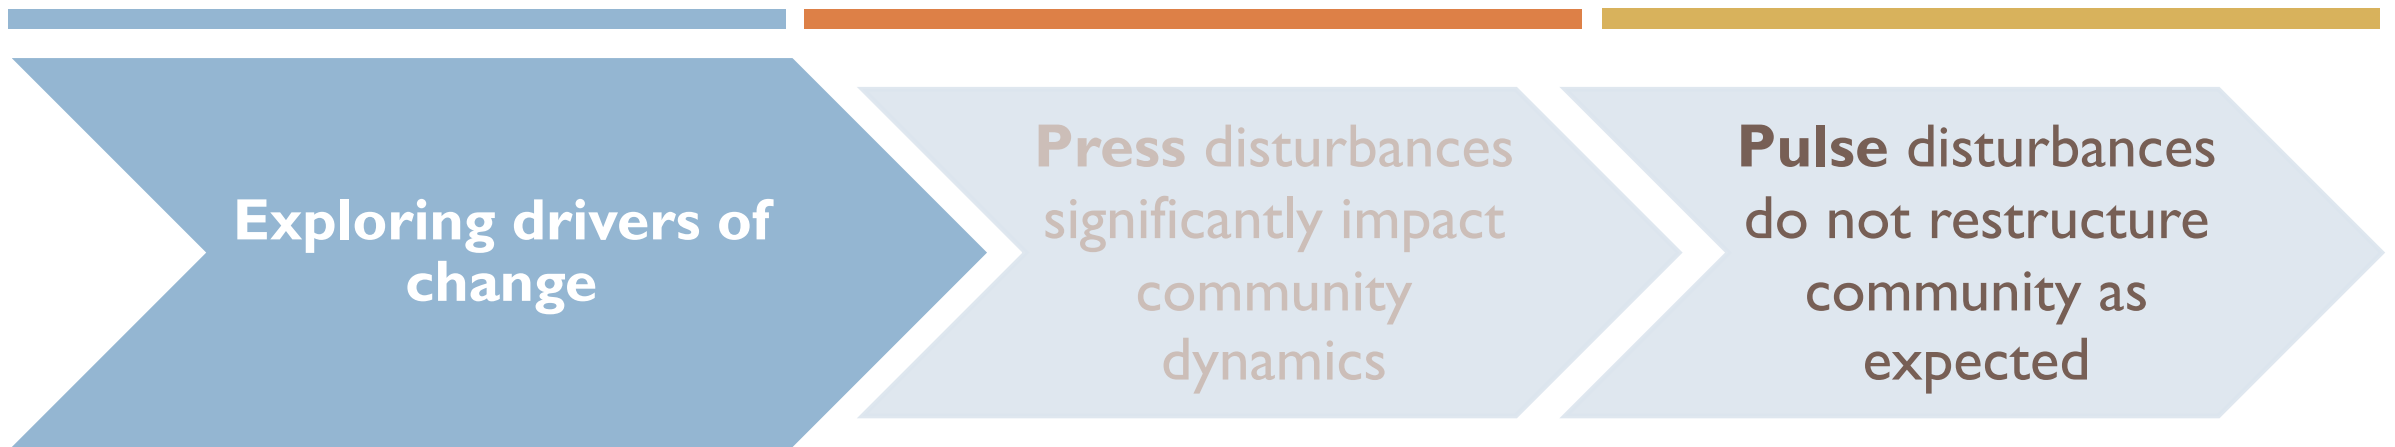 Exploring drivers of
change
Press disturbances
significantly impact
community
dynamics
Pulse disturbances
do not restructure
community as
expected